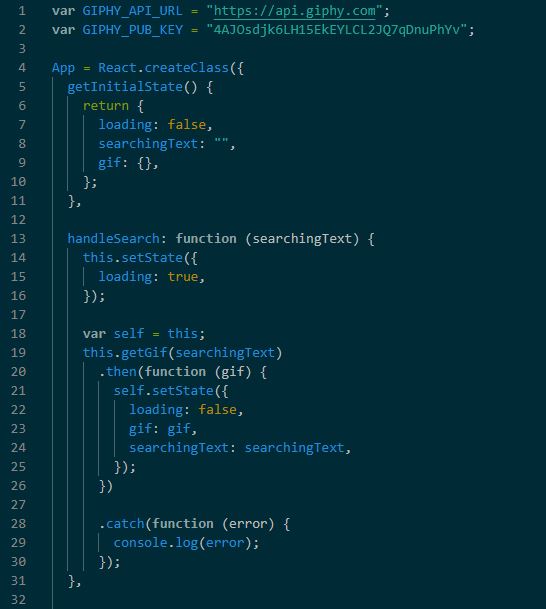 1 var GIPHY_API_URL = "https://api.giphy.com";
2 var GIPHY_PUB_KEY = "4AJOsdjk6LH15EkEYLCL2JQ7qDnuPhYv";
3
4 App = React.createClass({
5   getInitialState() {
6     return {
7       loading: false,
8       searchingText: "",
9       gif: {},
10     };
11   },
12
13   handleSearch: function (searchingText) {
14     this.setState({
15       loading: true,
16     });
17
18     var self = this;
19     this.getGif(searchingText)
20       .then(function (gif) {
21         self.setState({
22           loading: false,
23           gif: gif,
24           searchingText: searchingText,
25         });
26       })
27
28       .catch(function (error) {
29         console.log(error);
30       });
31   },
32